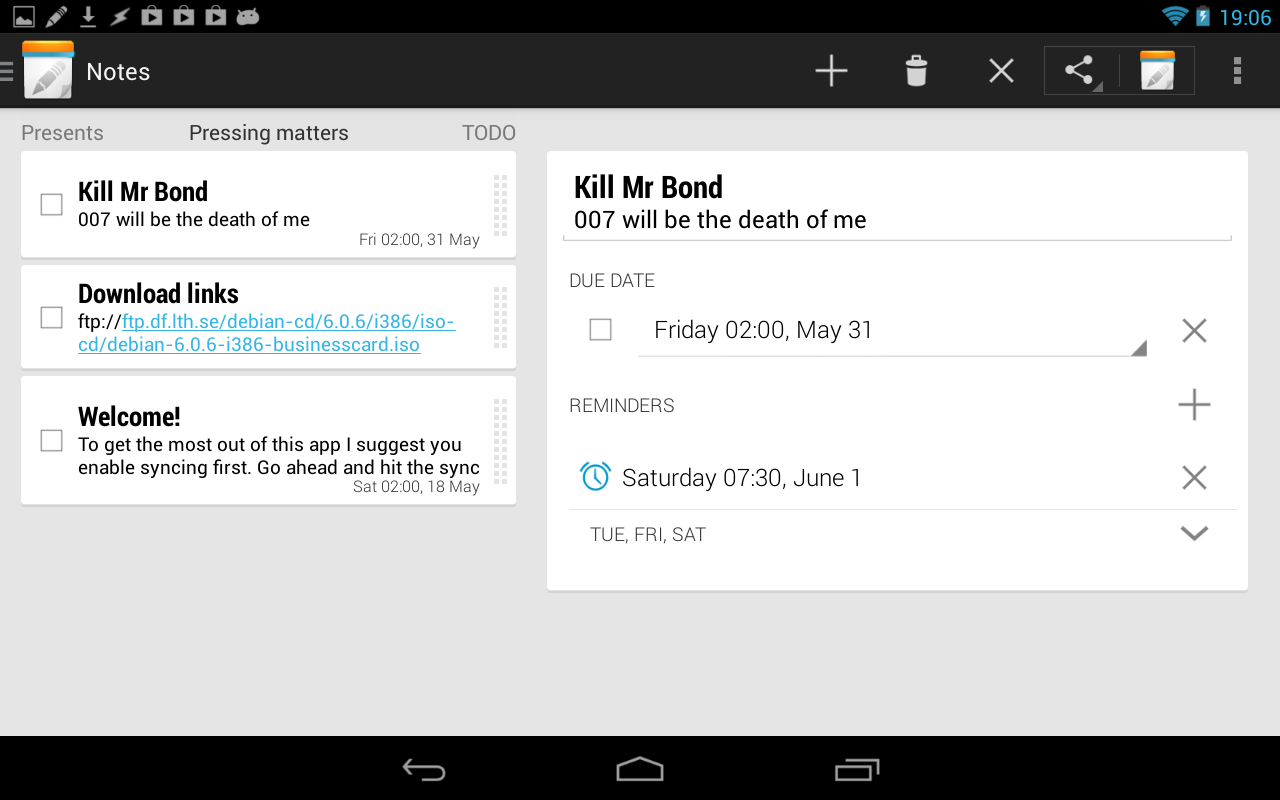 19:06
Notes
Presents
Pressing matters
TODO
Kill Mr Bond
007 will be the death of me
Fri 02:00, 31 May
Download links
ftp://ftp.df.lth.se/debian-cd/6.0.6/i386/iso-
cd/debian-6.0.6-i386-businesscard.iso
Welcome!
To get the most out of this app I suggest you
enable syncing first. Go ahead and hit the sync
Sat 02:00, 18 May
Kill Mr Bond
007 will be the death of me
DUE DATE
Friday 02:00, May 31
REMINDERS
Saturday 07:30, June 1
TUE, FRI, SAT